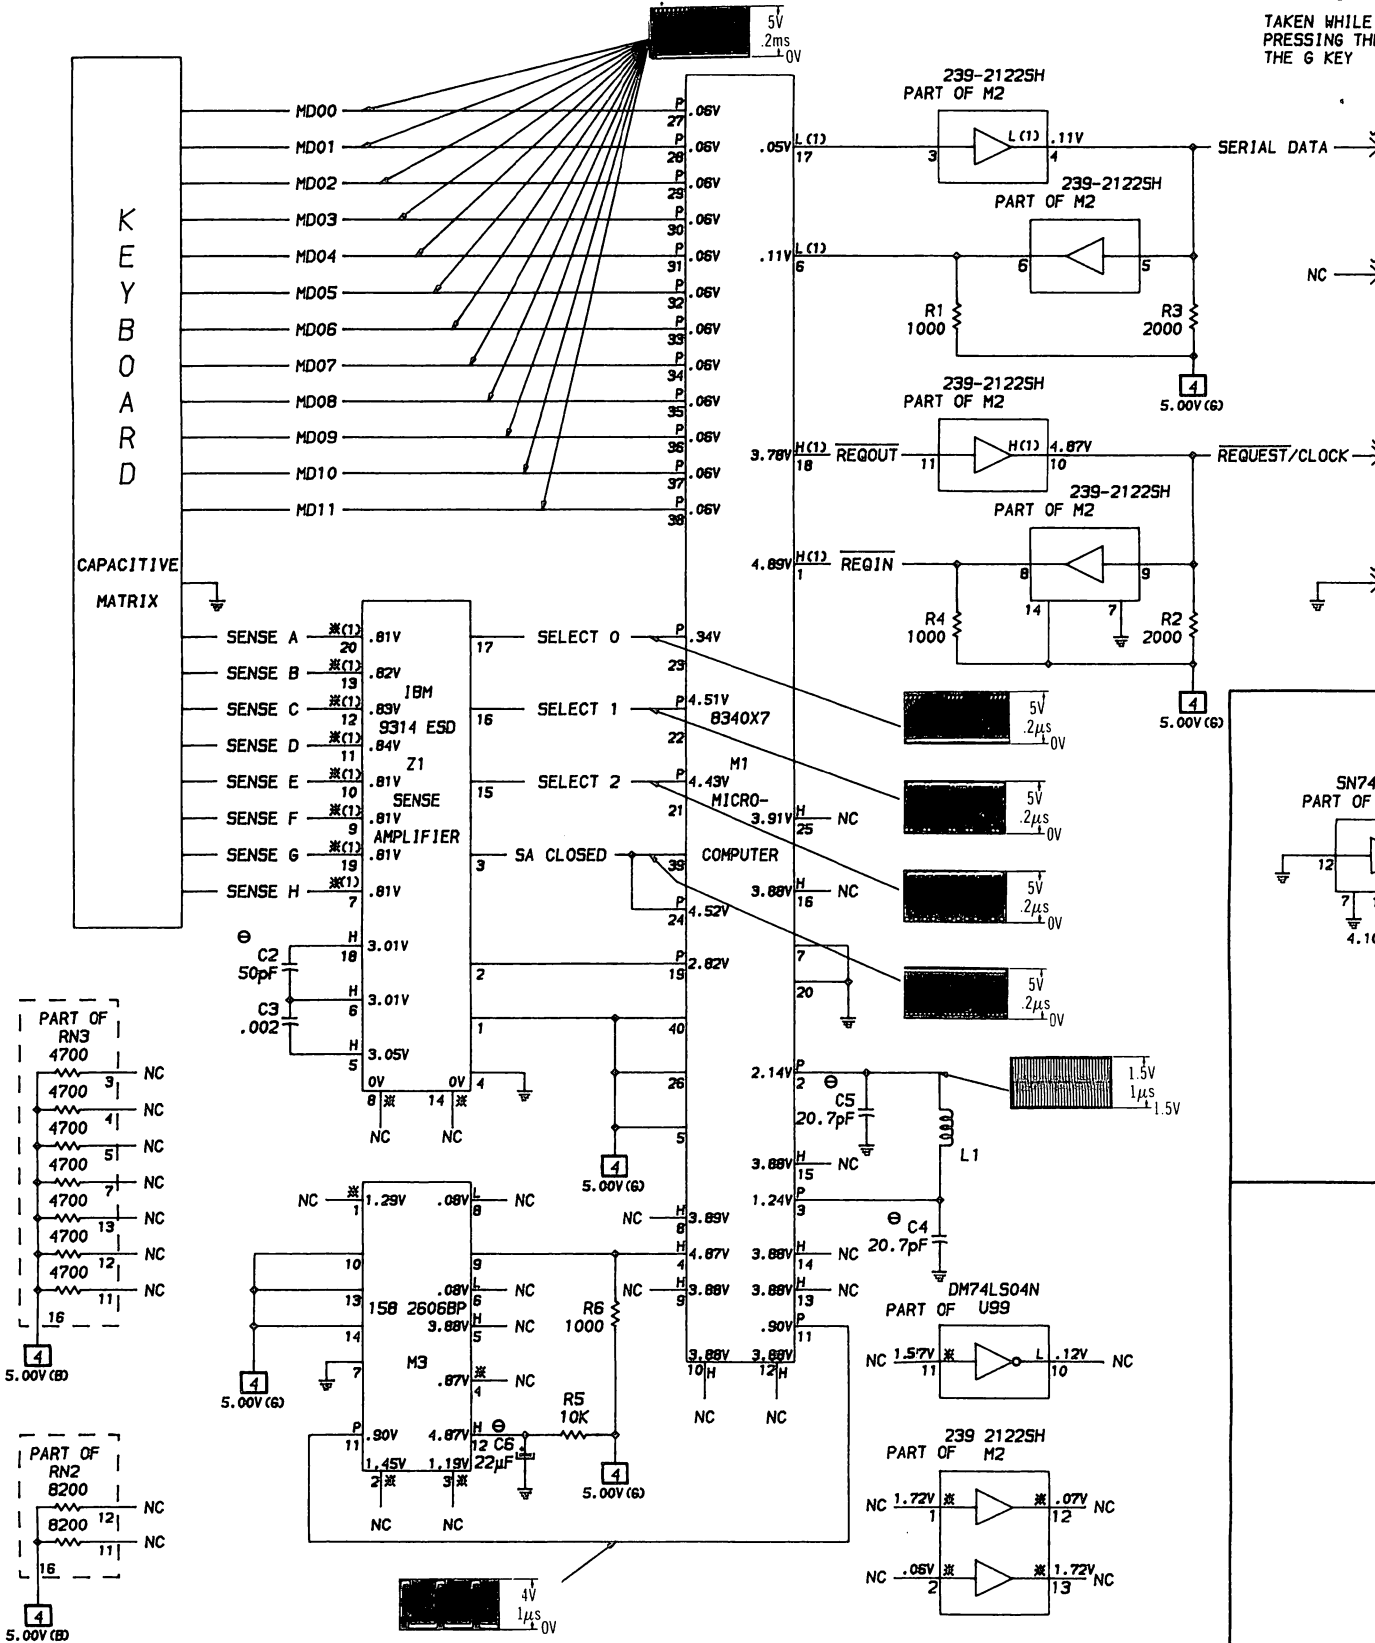 TAKEN WHILE
PRESSING TH
THE G KEY
5V
.2ms
0V
KEYBOARD
CAPACITIVE
MATRIX
MD00
P
27
.06V
MD01
P
28
.06V
MD02
P
29
.06V
MD03
P
30
.06V
MD04
P
31
.06V
MD05
P
32
.06V
MD06
P
33
.06V
MD07
P
34
.06V
MD08
P
35
.06V
MD09
P
36
.06V
MD10
P
37
.06V
MD11
P
38
.06V
239-2122SH
PART OF M2
.05V L(1)
17
3
L(1) .11V
4
SERIAL DATA
239-2122SH
PART OF M2
.11V L(1)
6
6
5
NC
R1
1000
R3
2000
4
5.00V(G)
239-2122SH
PART OF M2
3.78V H(1)
18
REQOUT
11
H(1) 4.87V
10
REQUEST/CLOCK
239-2122SH
PART OF M2
4.89V H(1)
1
REQIN
8
9
14
7
R4
1000
R2
2000
4
5.00V(G)
SENSE A
※(1)
20
.81V
SENSE B
※(1)
13
.82V
SENSE C
※(1)
12
.83V
SENSE D
※(1)
11
.84V
SENSE E
※(1)
10
.81V
SENSE F
※(1)
9
.81V
SENSE G
※(1)
19
.81V
SENSE H
※(1)
7
.81V
IBM
9314 ESD
Z1
SENSE
AMPLIFIER
17
SELECT 0
P
.34V
23
16
SELECT 1
P
4.51V
22
15
SELECT 2
P
4.43V
21
3
SA CLOSED
39
P
4.52V
24
8340X7
M1
MICRO-
COMPUTER
5V
.2µs
0V
5V
.2µs
0V
5V
.2µs
0V
5V
.2µs
0V
3.91V H
25
NC
3.88V H
16
NC
7
20
SN74
PART OF
12
7
4.1
⊖
C2
50pF
C3
.002
H
18
3.01V
H
6
3.01V
H
5
3.05V
0V
8 ※
NC
0V
14 ※
NC
2
P
19
2.82V
1
40
4
26
5
4
5.00V(G)
2.14V P
2
⊖
C5
20.7pF
L1
1.5V
1µs
1.5V
3.88V H
15
NC
1.24V P
3
⊖
C4
20.7pF
PART OF
RN3
4700
3
NC
4700
4
NC
4700
5
NC
4700
7
NC
4700
13
NC
4700
12
NC
4700
11
NC
16
4
5.00V(B)
NC
※
1
1.29V
.08V L
8
NC
10
9
13
.08V L
6
NC
158 2606BP
14
3.88V H
5
NC
M3
7
.87V ※
4
NC
4
5.00V(G)
P
11
.90V
4.87V H
12
⊖
C6
22µF
1.45V
2 ※
NC
1.19V
3 ※
NC
R6
1000
R5
10K
4
5.00V(G)
NC
H
8
3.89V
H
4
4.87V
NC
H
9
3.88V
3.88V H
14
NC
3.88V H
13
NC
.90V P
11
3.88V
10 H
NC
3.88V
12 H
NC
DM74LS04N
PART OF U99
NC 1.57V ※
11
L .12V
10
NC
239 2122SH
PART OF M2
NC 1.72V ※
1
※ .07V
12
NC
NC .06V ※
2
※ 1.72V
13
NC
PART OF
RN2
8200
12
NC
8200
11
NC
16
4
5.00V(B)
4V
1µs
0V